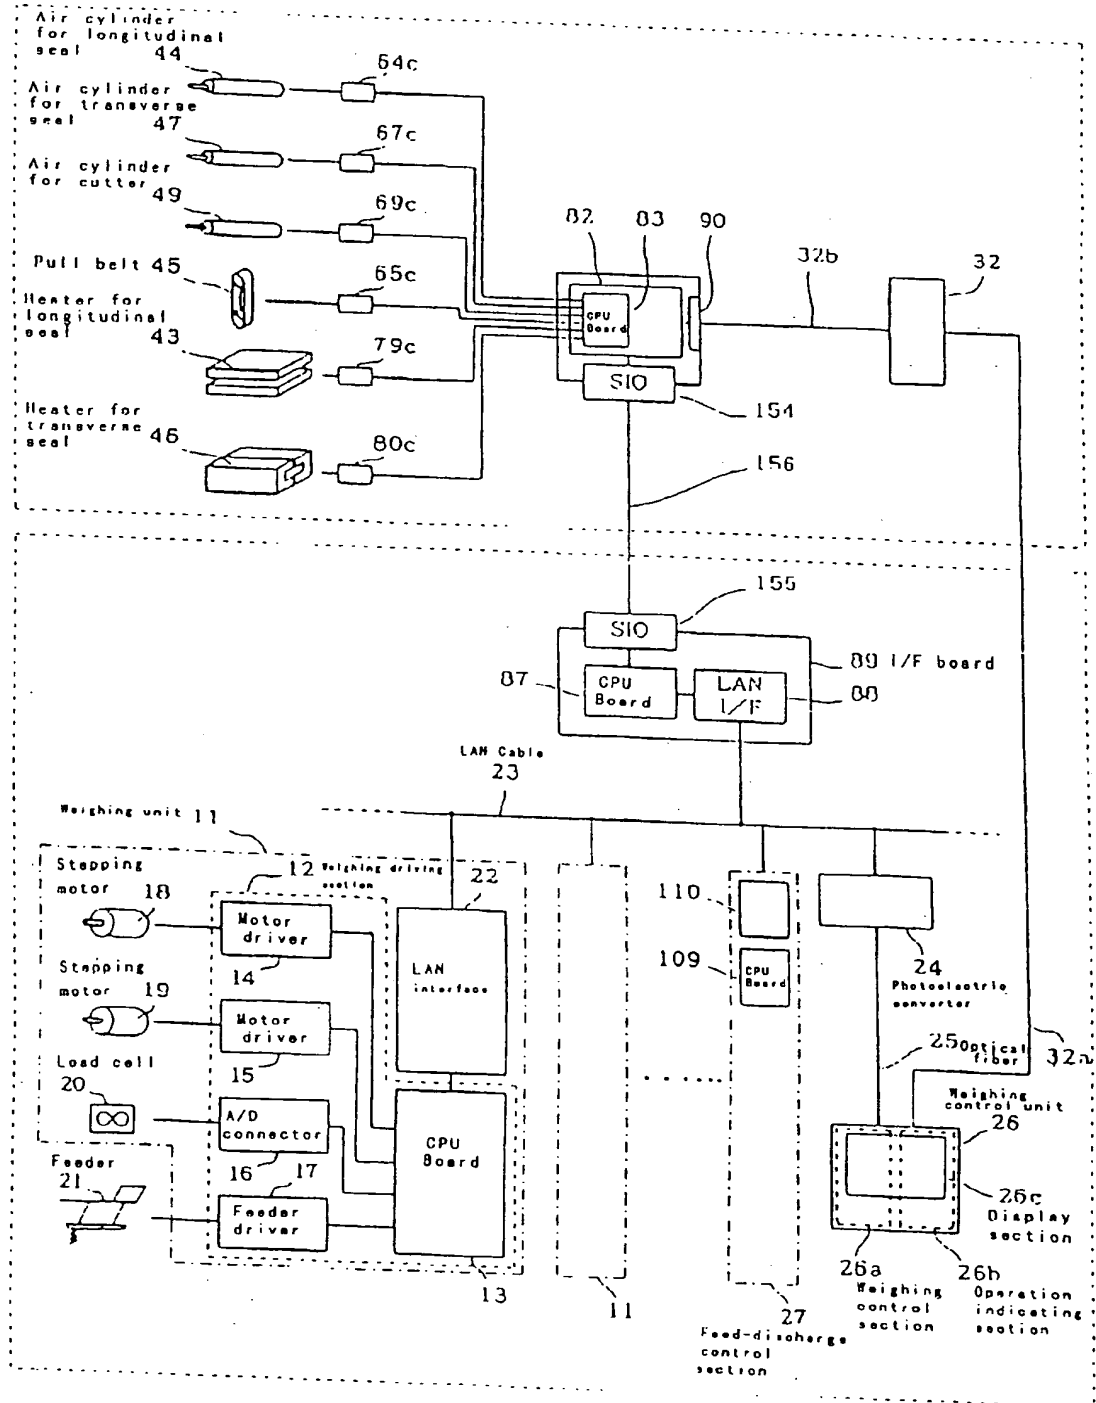 Air cylinder
for longitudinal
seal
44
64c
Air cylinder
for transverse
seal
47
67c
Air cylinder
for cutter
49
69c
82
83
90
Pull belt 45
65c
32b
32
Heater for
longitudinal
seal
43
79c
CPU
Board
SIO
154
Heater for
transverse
seal
46
80c
156
155
SIO
89 I/F board
87
CPU
Board
LAN
I/F
88
LAN Cable
23
Weighing unit 11
12 Weighing driving
section
22
Stepping
motor
18
Motor
driver
14
LAN
interface
110
109
CPU
Board
24
Photoelectric
converter
Stepping
motor
19
Motor
driver
15
25 Optical
fiber
32a
Load cell
20
A/D
connector
16
17
CPU
Board
Weighing
control unit
26
Feeder
21
Feeder
driver
26c
Display
section
13
11
27
Feed-discharge
control
section
26a
Weighing
control
section
26b
Operation
indicating
section